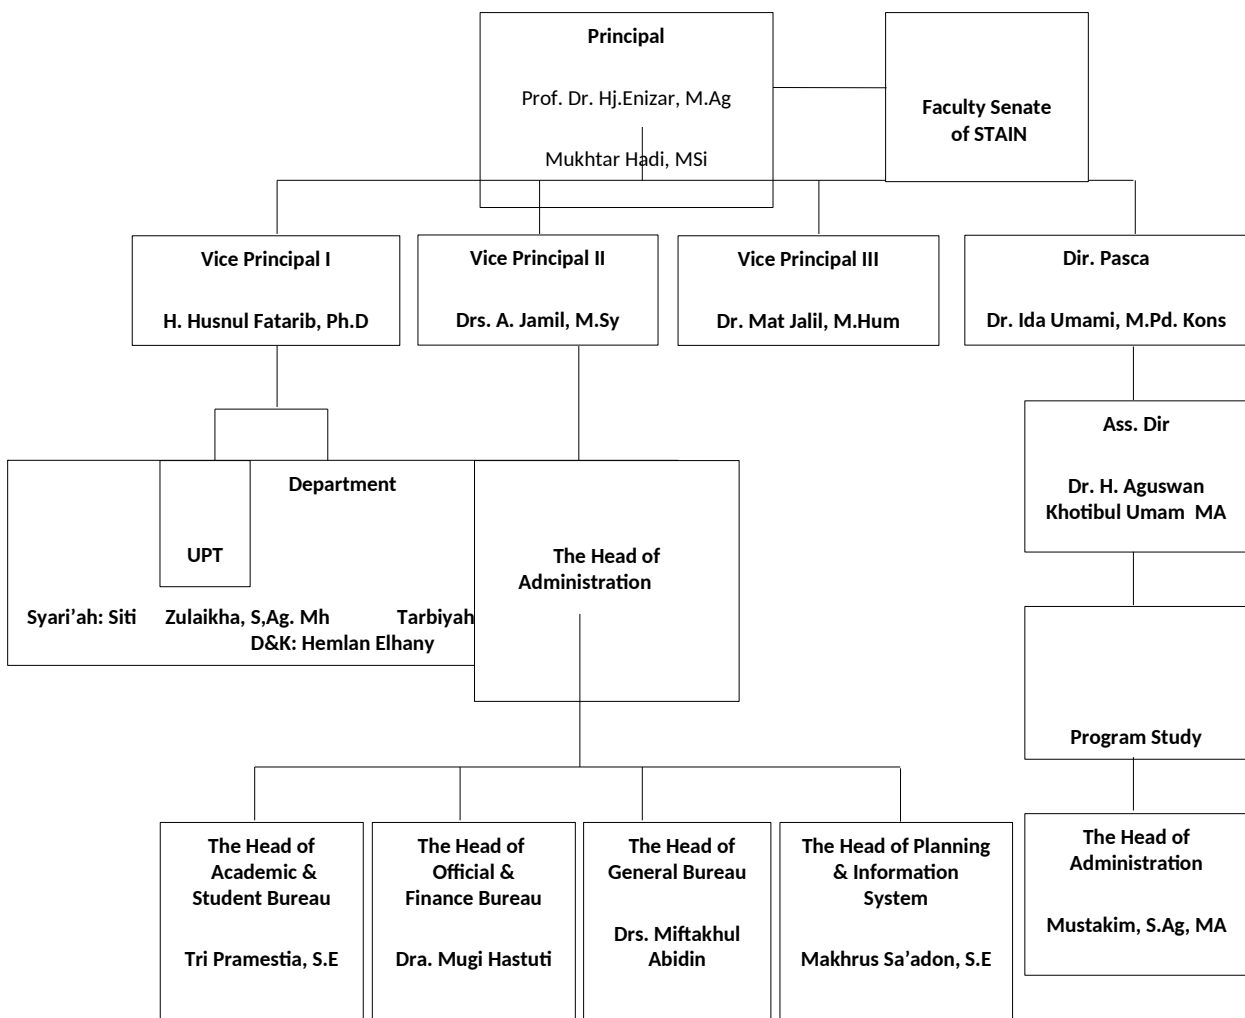 Principal
Prof. Dr. Hj.Enizar, M.Ag
Mukhtar Hadi, MSi
Faculty Senate
of STAIN
Vice Principal I
H. Husnul Fatarib, Ph.D
Vice Principal II
Drs. A. Jamil, M.Sy
Vice Principal III
Dr. Mat Jalil, M.Hum
Dir. Pasca
Dr. Ida Umami, M.Pd. Kons
Ass. Dir
Dr. H. Aguswan
Khotibul Umam MA
Department
UPT
Syari’ah: Siti Zulaikha, S,Ag. Mh Tarbiyah
D&K: Hemlan Elhany
The Head of
Administration
Program Study
The Head of
Academic &
Student Bureau
Tri Pramestia, S.E
The Head of
Official &
Finance Bureau
Dra. Mugi Hastuti
The Head of
General Bureau
Drs. Miftakhul
Abidin
The Head of Planning
& Information
System
Makhrus Sa’adon, S.E
The Head of
Administration
Mustakim, S.Ag, MA